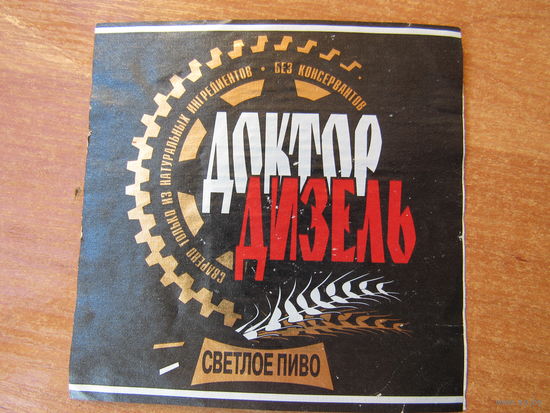 СВАРЕНО ТОЛЬКО ИЗ НАТУРАЛЬНЫХ ИНГРЕДИЕНТОВ • БЕЗ КОНСЕРВАНТОВ
ДОКТОР
ДИЗЕЛЬ
СВЕТЛОЕ ПИВО